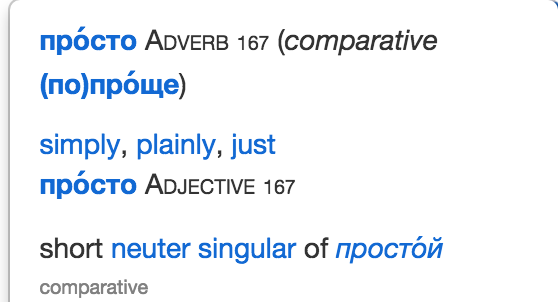 про́сто ADVERB 167 (comparative
(по)про́ще)
simply, plainly, just
про́сто ADJECTIVE 167
short neuter singular of просто́й
comparative